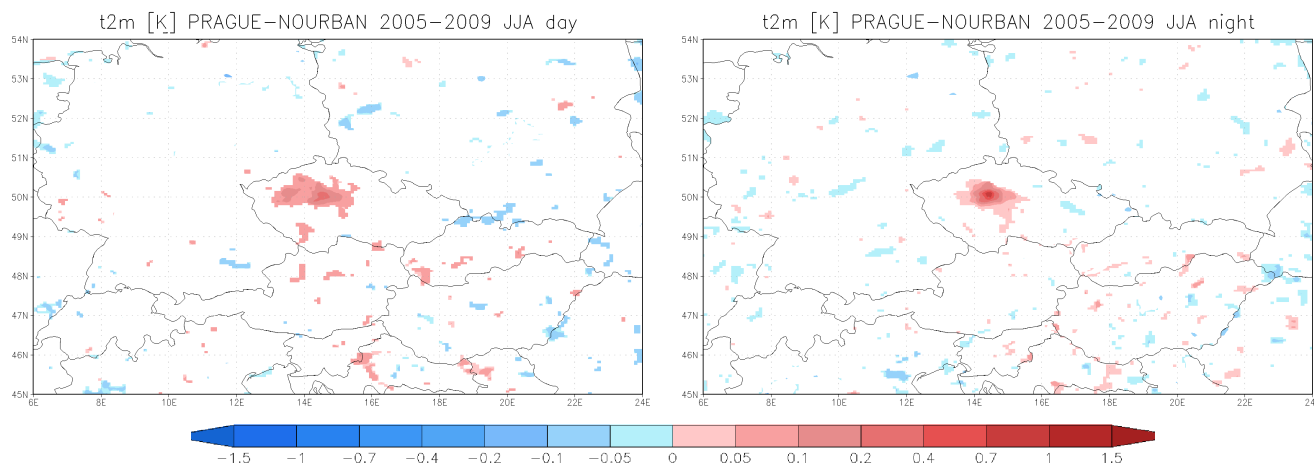 t2m [K] PRAGUE−NOURBAN 2005−2009 JJA day
54N
53N
52N
51N
50N
49N
48N
47N
46N
45N
6E 8E 10E 12E 14E 16E 18E 20E 22E 24E
t2m [K] PRAGUE−NOURBAN 2005−2009 JJA night
54N
53N
52N
51N
50N
49N
48N
47N
46N
45N
6E 8E 10E 12E 14E 16E 18E 20E 22E 24
−1.5 −1 −0.7 −0.4 −0.2 −0.1 −0.05 0 0.05 0.1 0.2 0.4 0.7 1 1.5